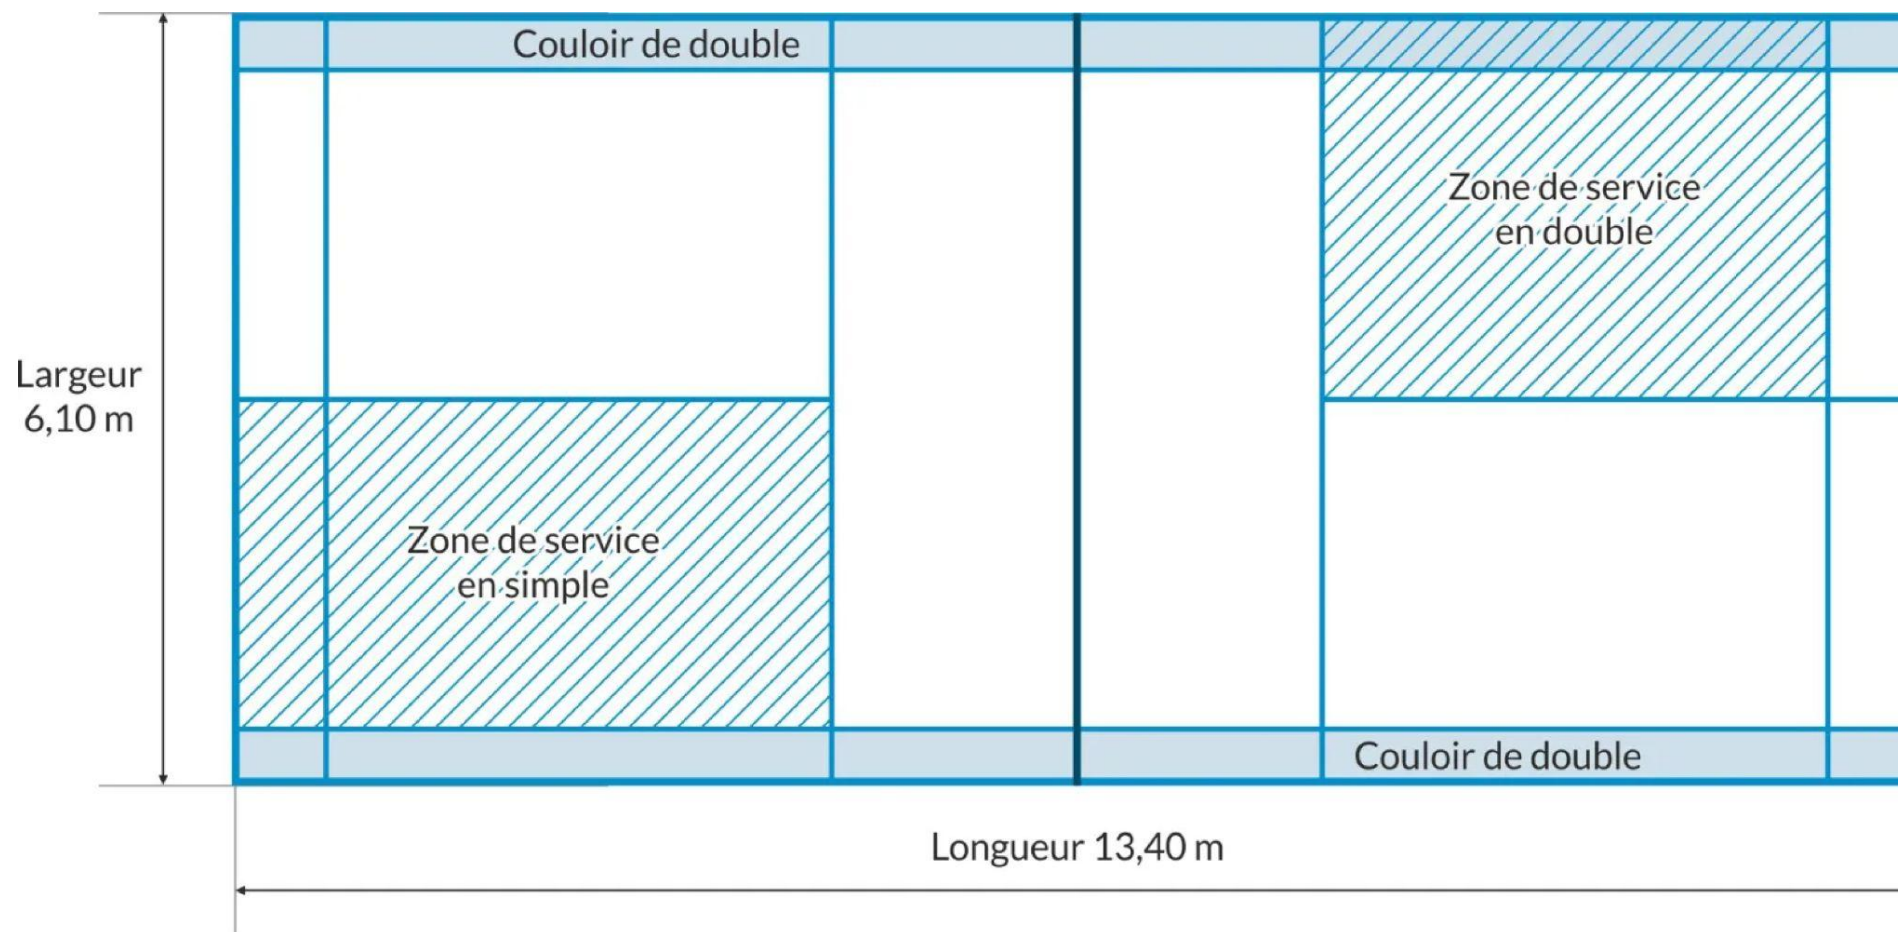 Couloir de double
Zone de service
en double
Largeur
6,10 m
Zone de service
en simple
Couloir de double
Longueur 13,40 m